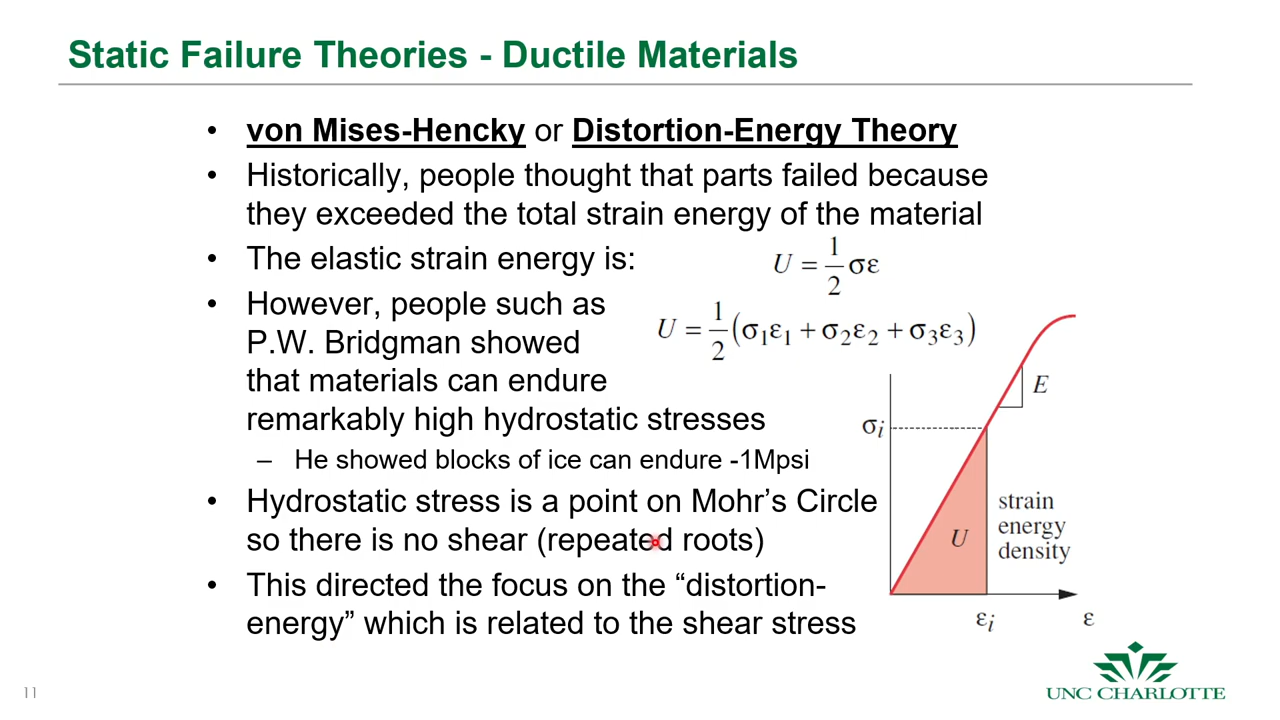 Static Failure Theories - Ductile Materials
• von Mises-Hencky or Distortion-Energy Theory
• Historically, people thought that parts failed because
they exceeded the total strain energy of the material
• The elastic strain energy is:
U = 1/2 σε
• However, people such as
P.W. Bridgman showed
that materials can endure
remarkably high hydrostatic stresses
U = 1/2 (σ₁ε₁ + σ₂ε₂ + σ₃ε₃)
– He showed blocks of ice can endure -1Mpsi
• Hydrostatic stress is a point on Mohr’s Circle
so there is no shear (repeated roots)
• This directed the focus on the “distortion-
energy” which is related to the shear stress
E
σᵢ
strain
energy
density
U
εᵢ
ε
11
UNC CHARLOTTE